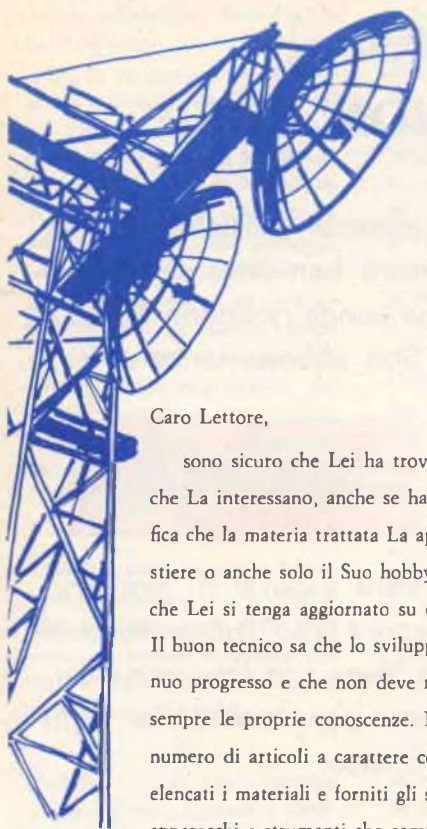 Caro Lettore,
sono sicuro che Lei ha trov
che La interessano, anche se ha
fica che la materia trattata La ap
stiere o anche solo il Suo hobby
che Lei si tenga aggiornato su
Il buon tecnico sa che lo svilupp
nuo progresso e che non deve
sempre le proprie conoscenze.
numero di articoli a carattere co
elencati i materiali e forniti gli s